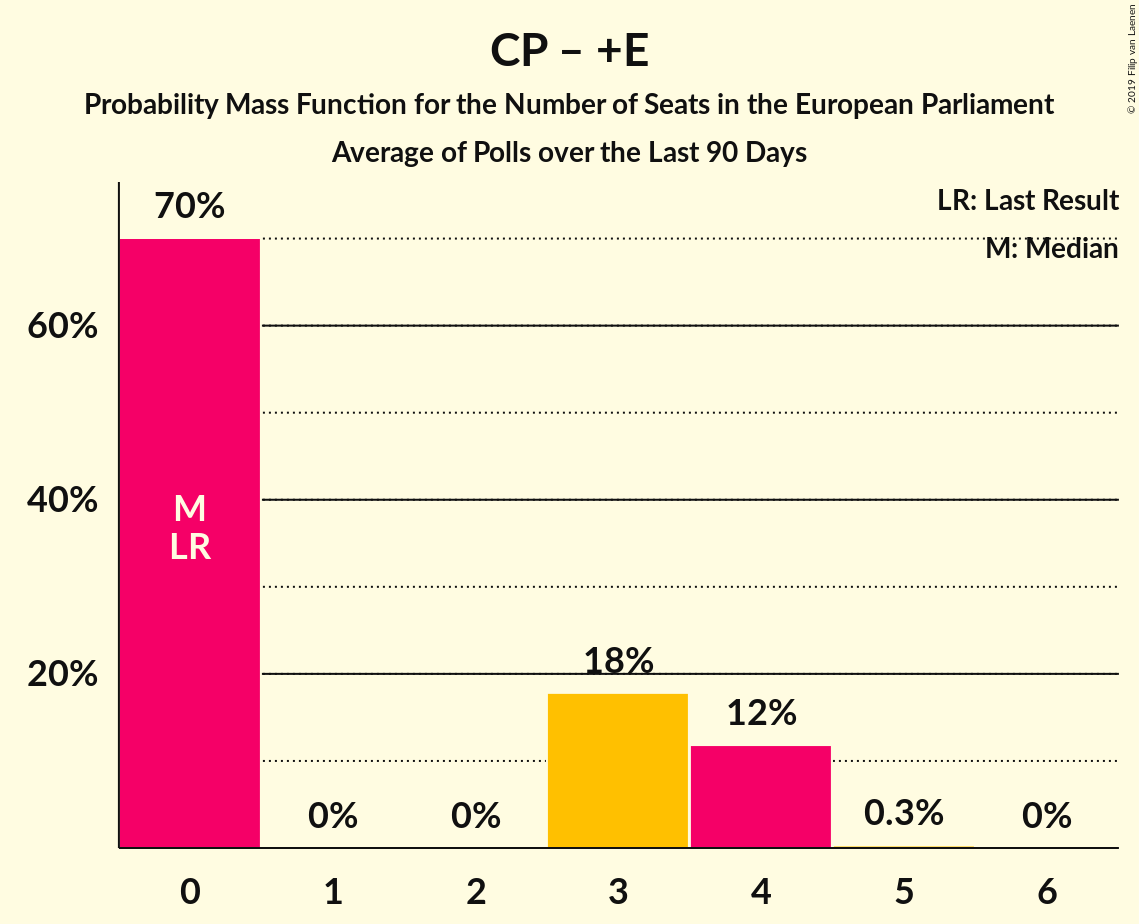 CP – +E
Probability Mass Function for the Number of Seats in the European Parliament
Average of Polls over the Last 90 Days
© 2019 Filip van Laenen
LR: Last Result
M: Median
70%
60%
40%
20%
M
LR
0%
0%
18%
12%
0.3%
0%
0
1
2
3
4
5
6